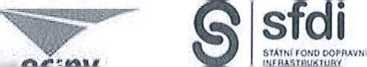 sfdi
STÁTNÍ FOND DOPRAVNÍ
INFRASTRUKTURY